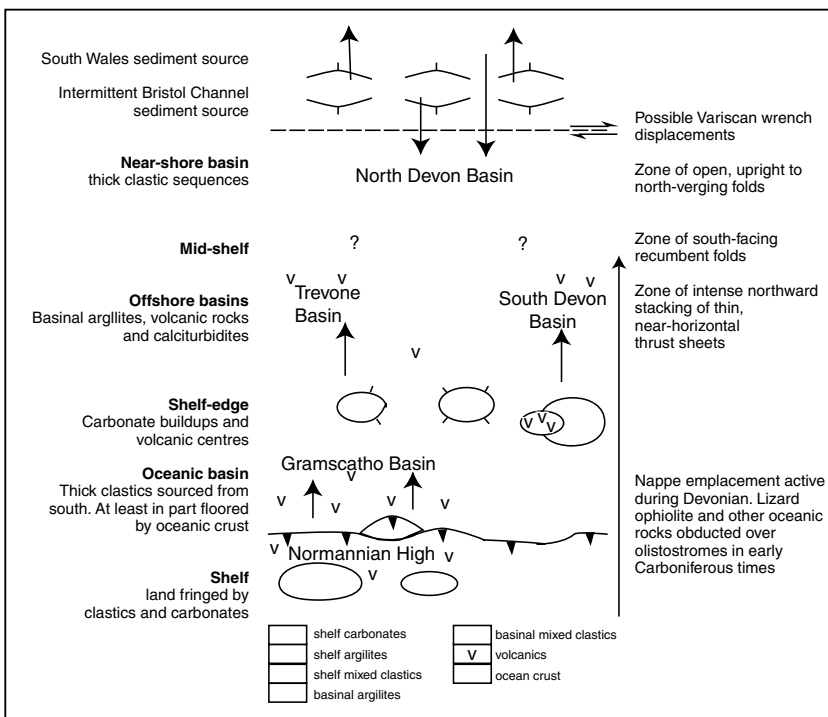 South Wales sediment source
Intermittent Bristol Channel
sediment source
Possible Variscan wrench
displacements
Near-shore basin
thick clastic sequences
North Devon Basin
Zone of open, upright to
north-verging folds
Mid-shelf
?
?
Zone of south-facing
recumbent folds
v
v
v
v
Offshore basins
Basinal argllites, volcanic rocks
and calciturbidites
Trevone
Basin
South Devon
Basin
Zone of intense northward
stacking of thin,
near-horizontal
thrust sheets
v
Shelf-edge
Carbonate buildups and
volcanic centres
v
v
v
Oceanic basin
Thick clastics sourced from
south. At least in part floored
by oceanic crust
Gramscatho Basin
v
v
v
v
v
Nappe emplacement active
during Devonian. Lizard
ophiolite and other oceanic
rocks obducted over
olistostromes in early
Carboniferous times
v
Normannian High
v
v
Shelf
land fringed by
clastics and carbonates
shelf carbonates
shelf argilites
shelf mixed clastics
basinal argilites
basinal mixed clastics
v
volcanics
ocean crust